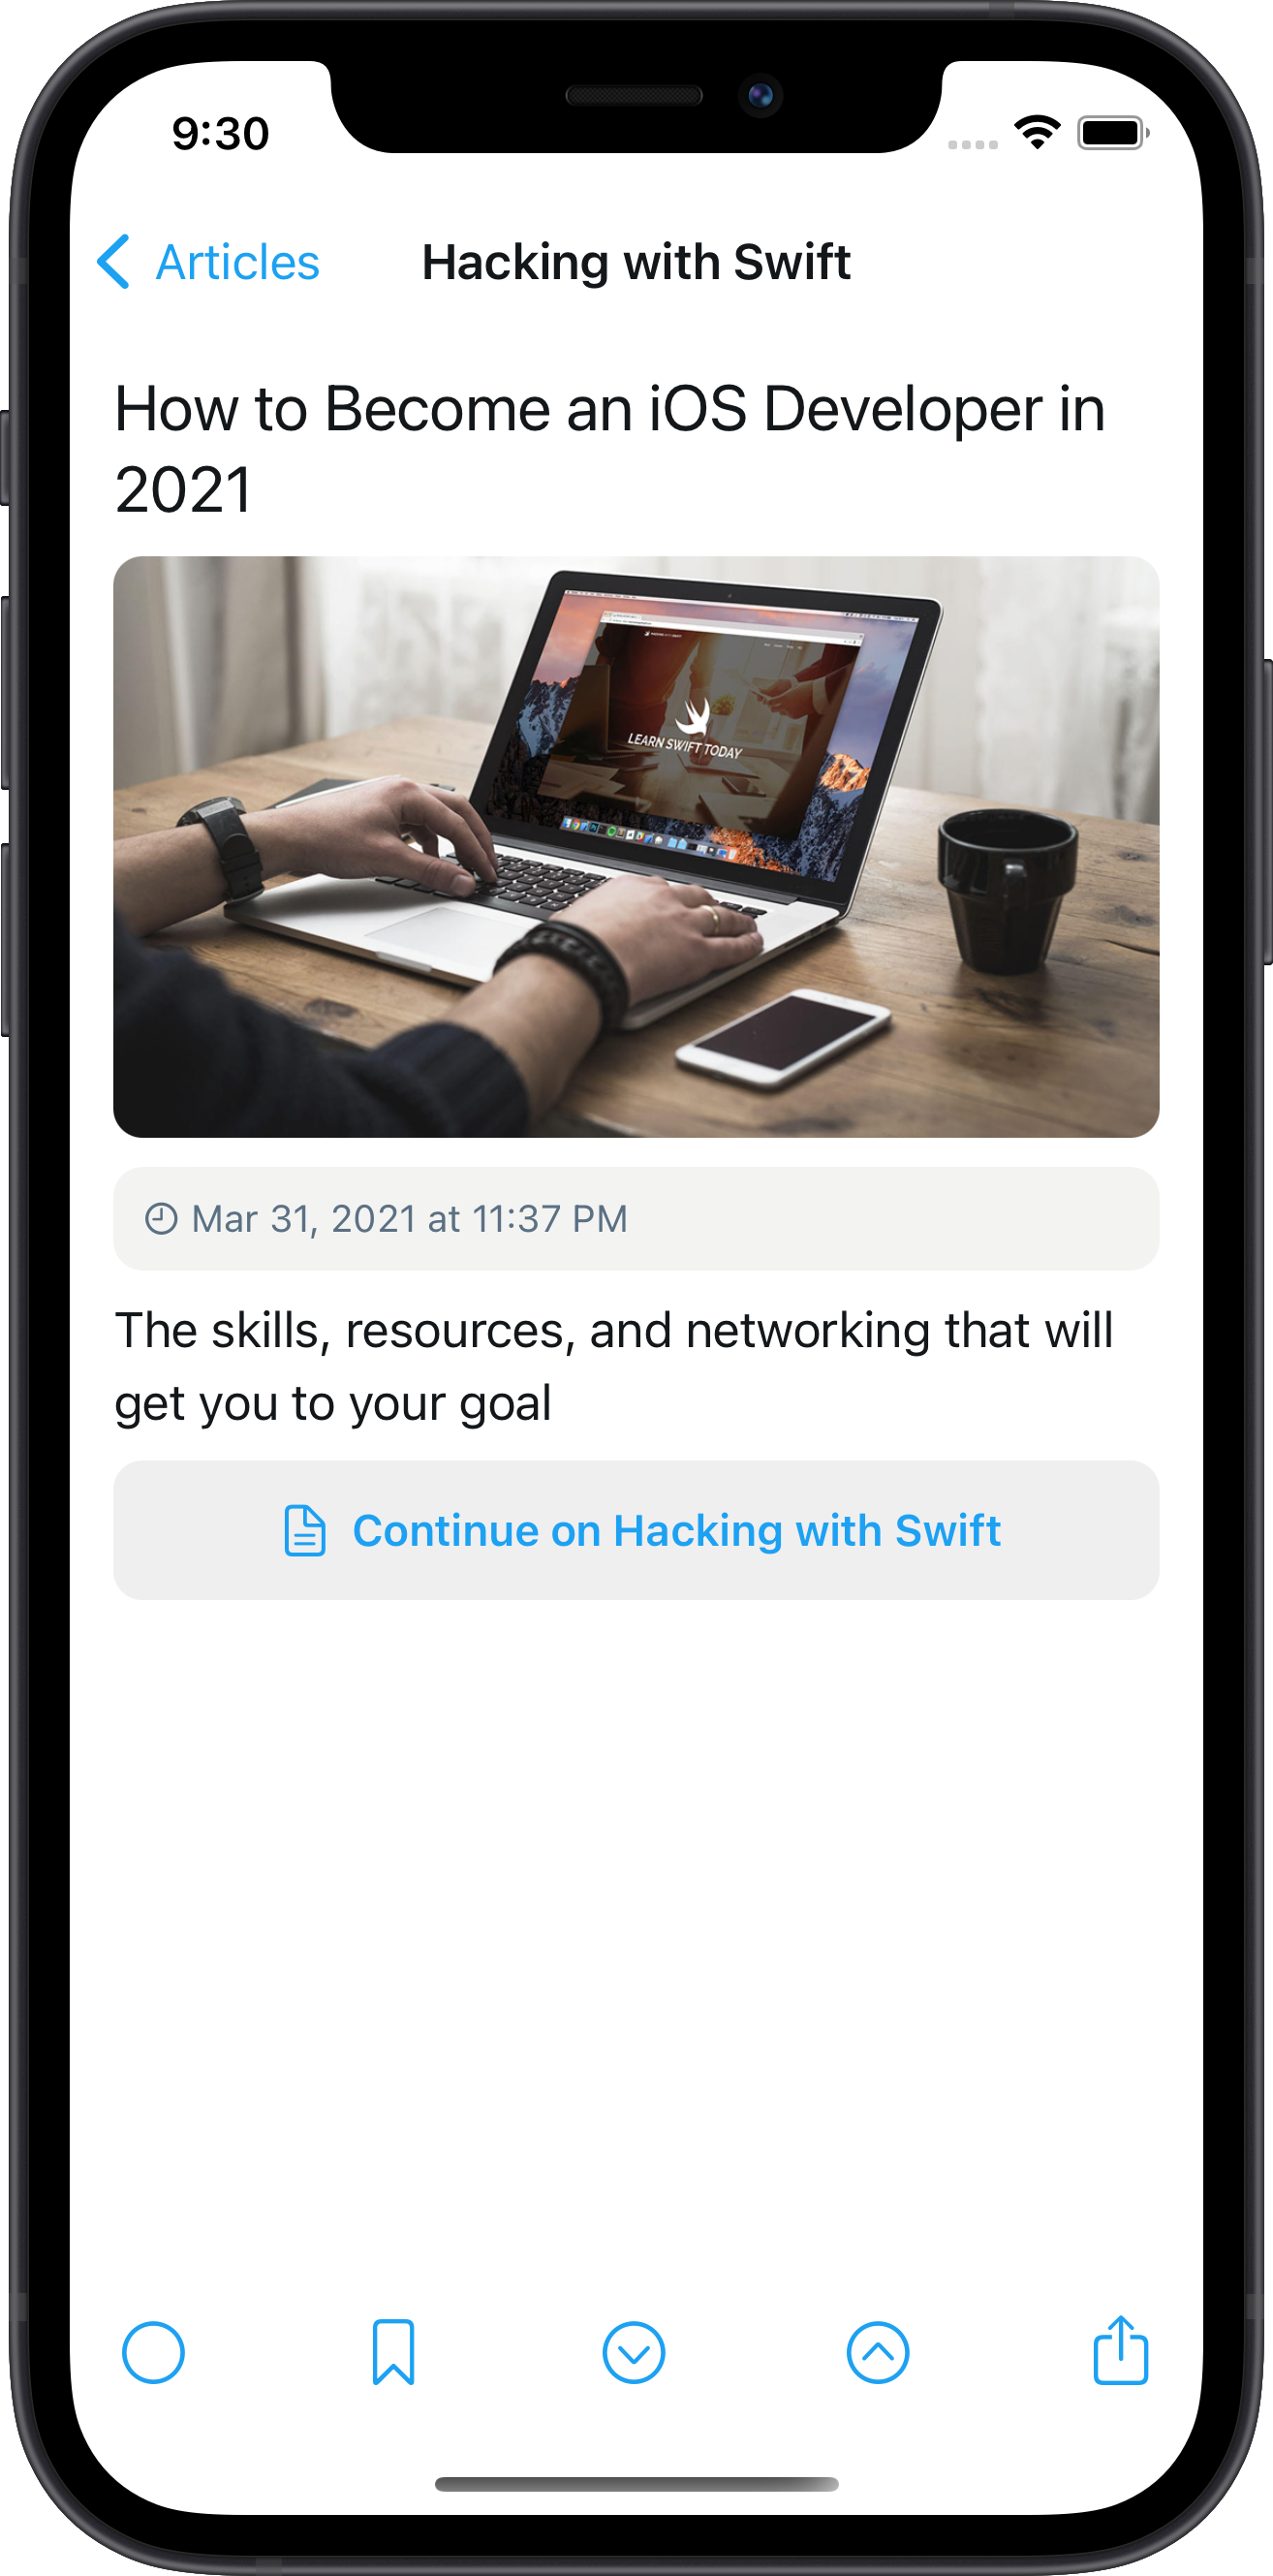 9:30
Articles
Hacking with Swift
How to Become an iOS Developer in
2021
LEARN SWIFT TODAY
Mar 31, 2021 at 11:37 PM
The skills, resources, and networking that will
get you to your goal
Continue on Hacking with Swift